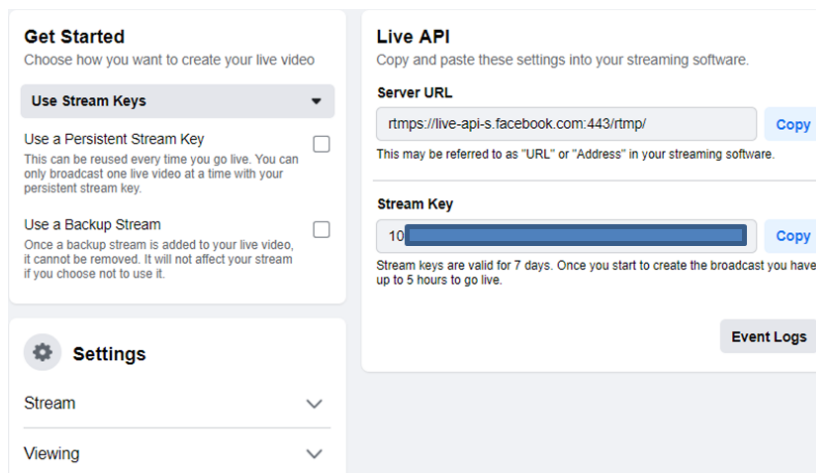 Get Started
Choose how you want to create your live video
Use Stream Keys
Use a Persistent Stream Key
This can be reused every time you go live. You can
only broadcast one live video at a time with your
persistent stream key.
Use a Backup Stream
Once a backup stream is added to your live video,
it cannot be removed. It will not affect your stream
if you choose not to use it.
Settings
Stream
Viewing
Live API
Copy and paste these settings into your streaming software.
Server URL
rtmps://live-api-s.facebook.com:443/rtmp/
Copy
This may be referred to as "URL" or "Address" in your streaming software.
Stream Key
10
Copy
Stream keys are valid for 7 days. Once you start to create the broadcast you have
up to 5 hours to go live.
Event Logs